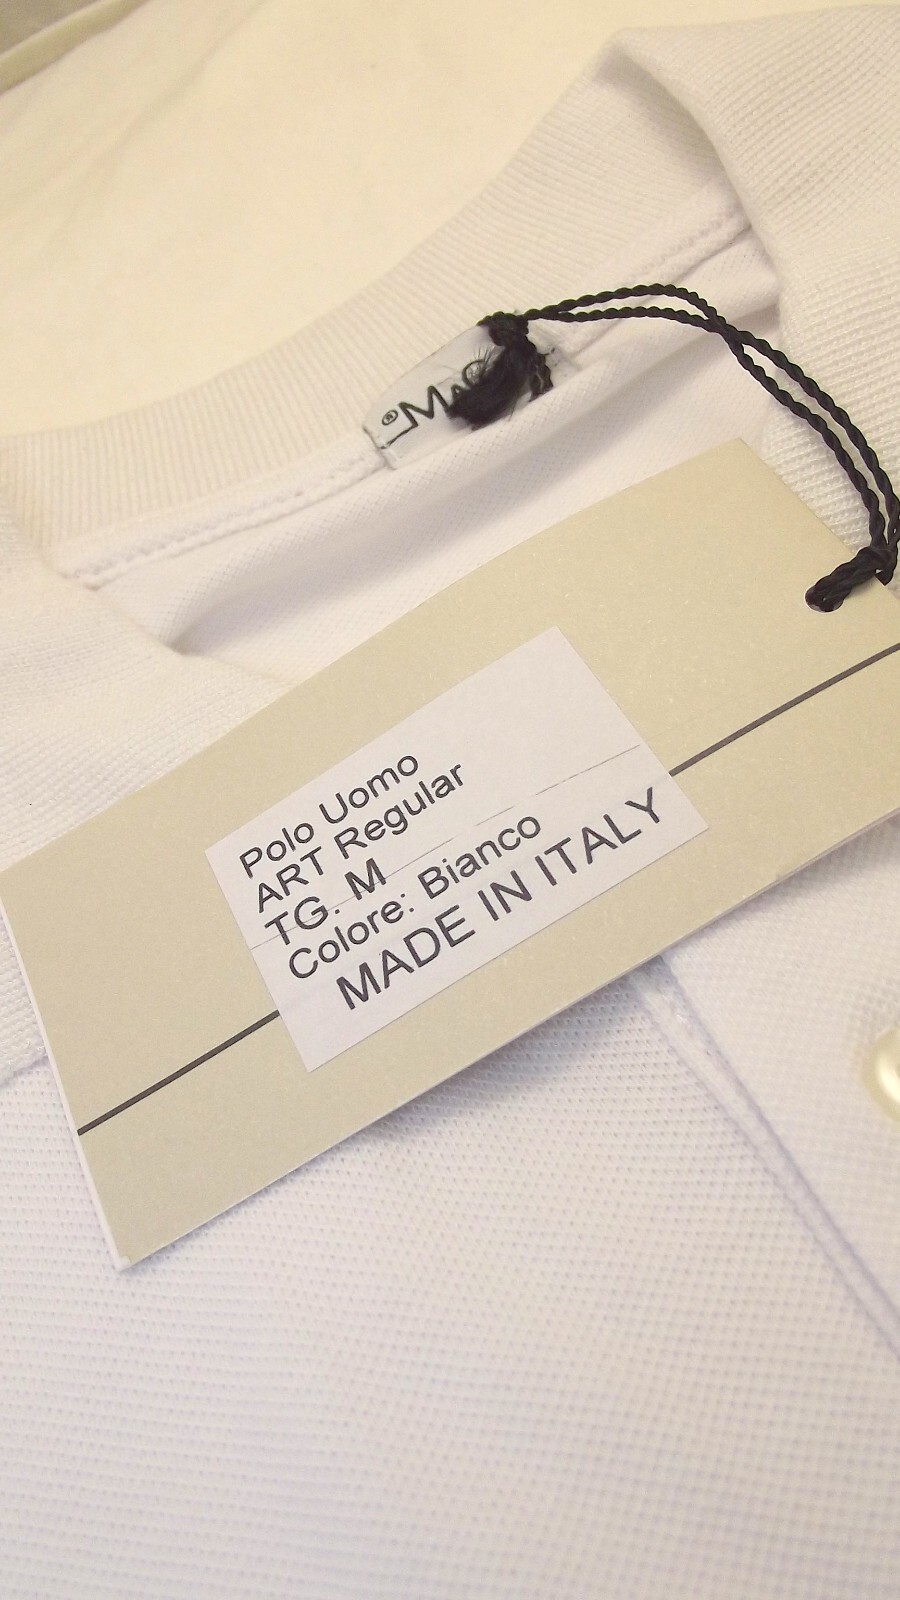 Polo Uomo
ART Regular
TG. M
Colore: Bianco
MADE IN ITALY